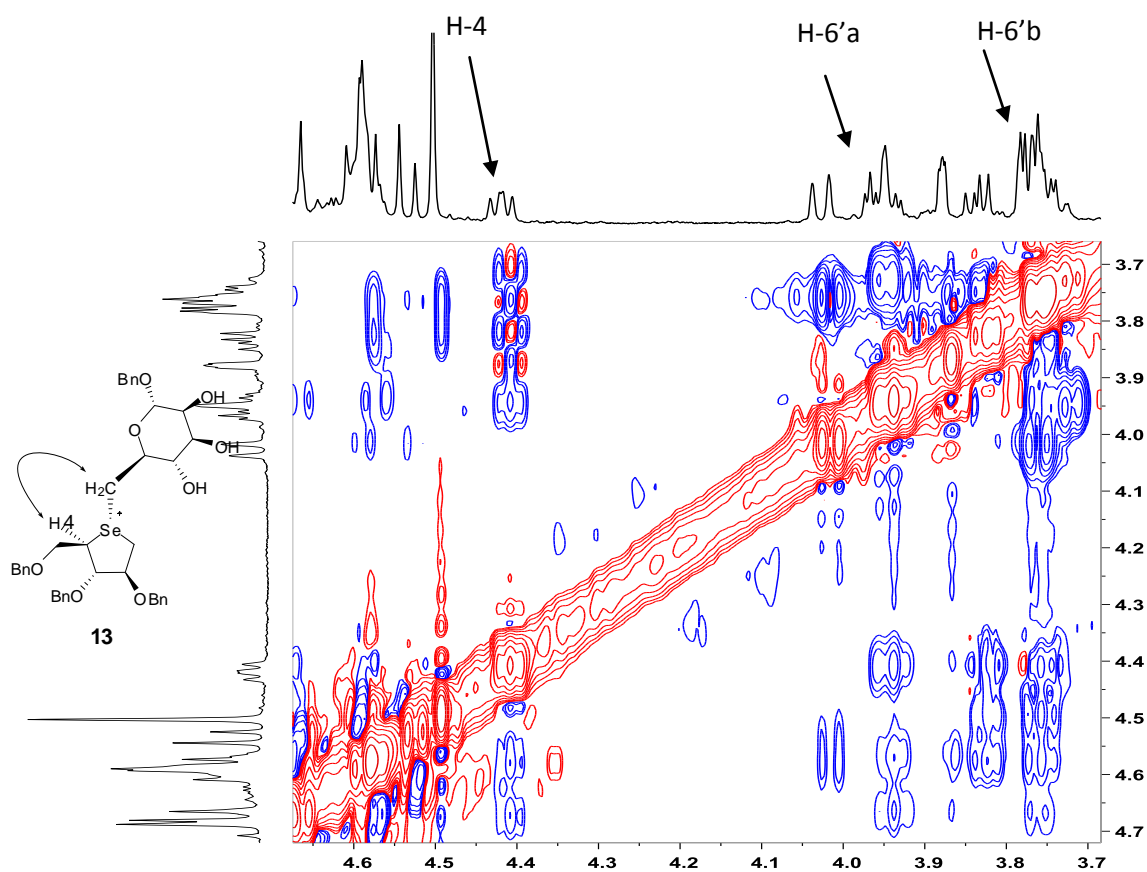 H-4
H-6'a
H-6'b
BnO
OH
O
OH
H₂C
OH
H 4
Se
+
BnO
BnO
OBn
13
3.7
3.8
3.9
4.0
4.1
4.2
4.3
4.4
4.5
4.6
4.7
4.6 4.5 4.4 4.3 4.2 4.1 4.0 3.9 3.8 3.7